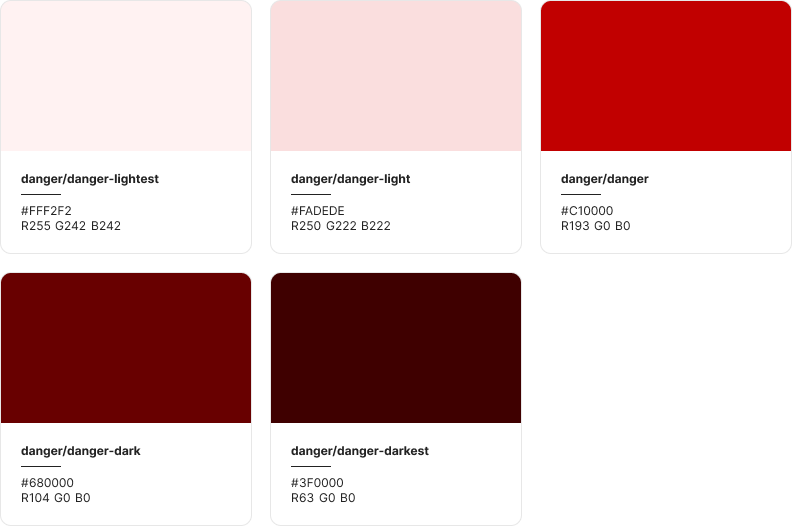 danger/danger-lightest
#FFF2F2
R255 G242 B242
danger/danger-light
#FADEDE
R250 G222 B222
danger/danger
#C10000
R193 G0 B0
danger/danger-dark
#680000
R104 G0 B0
danger/danger-darkest
#3F0000
R63 G0 B0